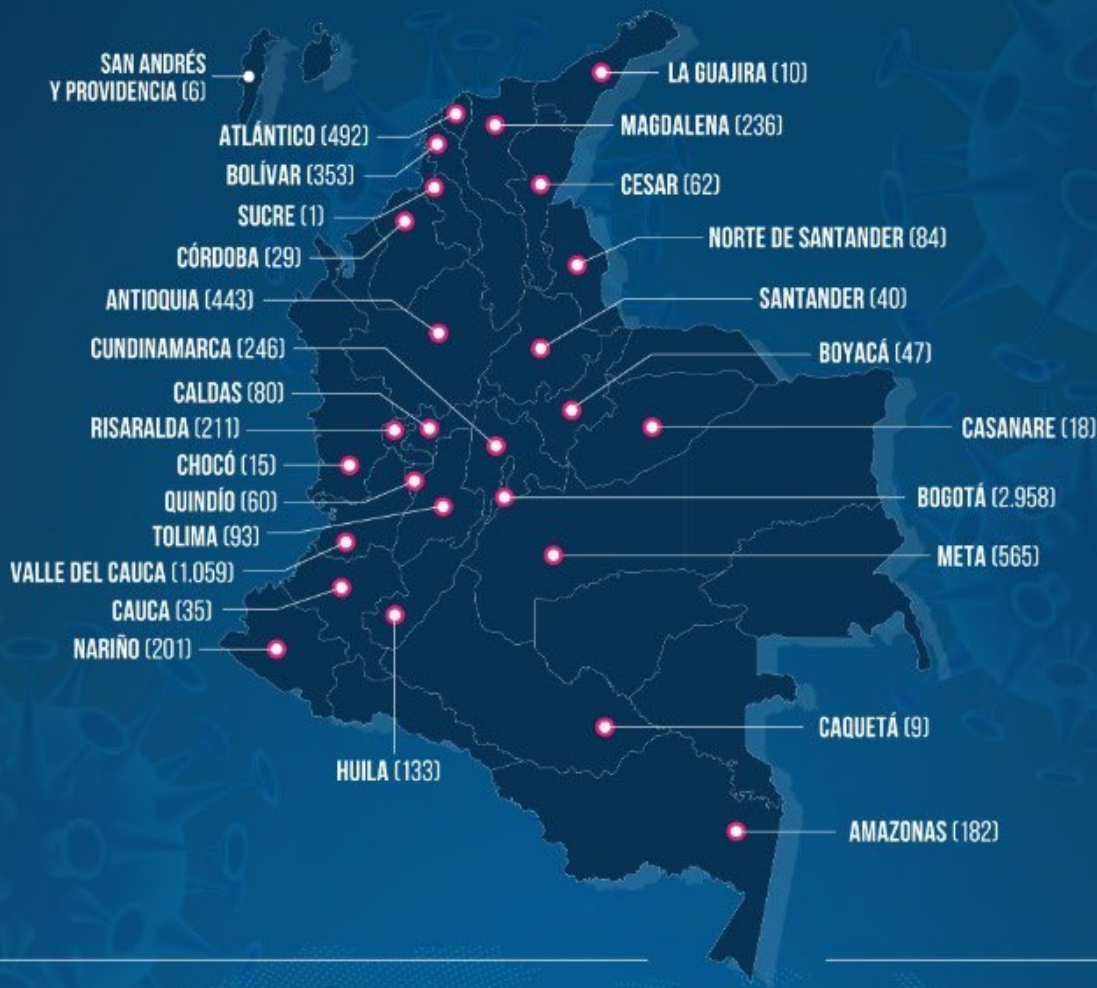 SAN ANDRÉS
Y PROVIDENCIA (6)
ATLÁNTICO (492)
BOLÍVAR (353)
SUCRE (1)
CÓRDOBA (29)
ANTIOQUIA (443)
CUNDINAMARCA (246)
CALDAS (80)
RISARALDA (211)
CHOCÓ (15)
QUINDÍO (60)
TOLIMA (93)
VALLE DEL CAUCA (1.059)
CAUCA (35)
NARIÑO (201)
HUILA (133)
LA GUAJIRA (10)
MAGDALENA (236)
CESAR (62)
NORTE DE SANTANDER (84)
SANTANDER (40)
BOYACÁ (47)
CASANARE (18)
BOGOTÁ (2.958)
META (565)
CAQUETÁ (9)
AMAZONAS (182)